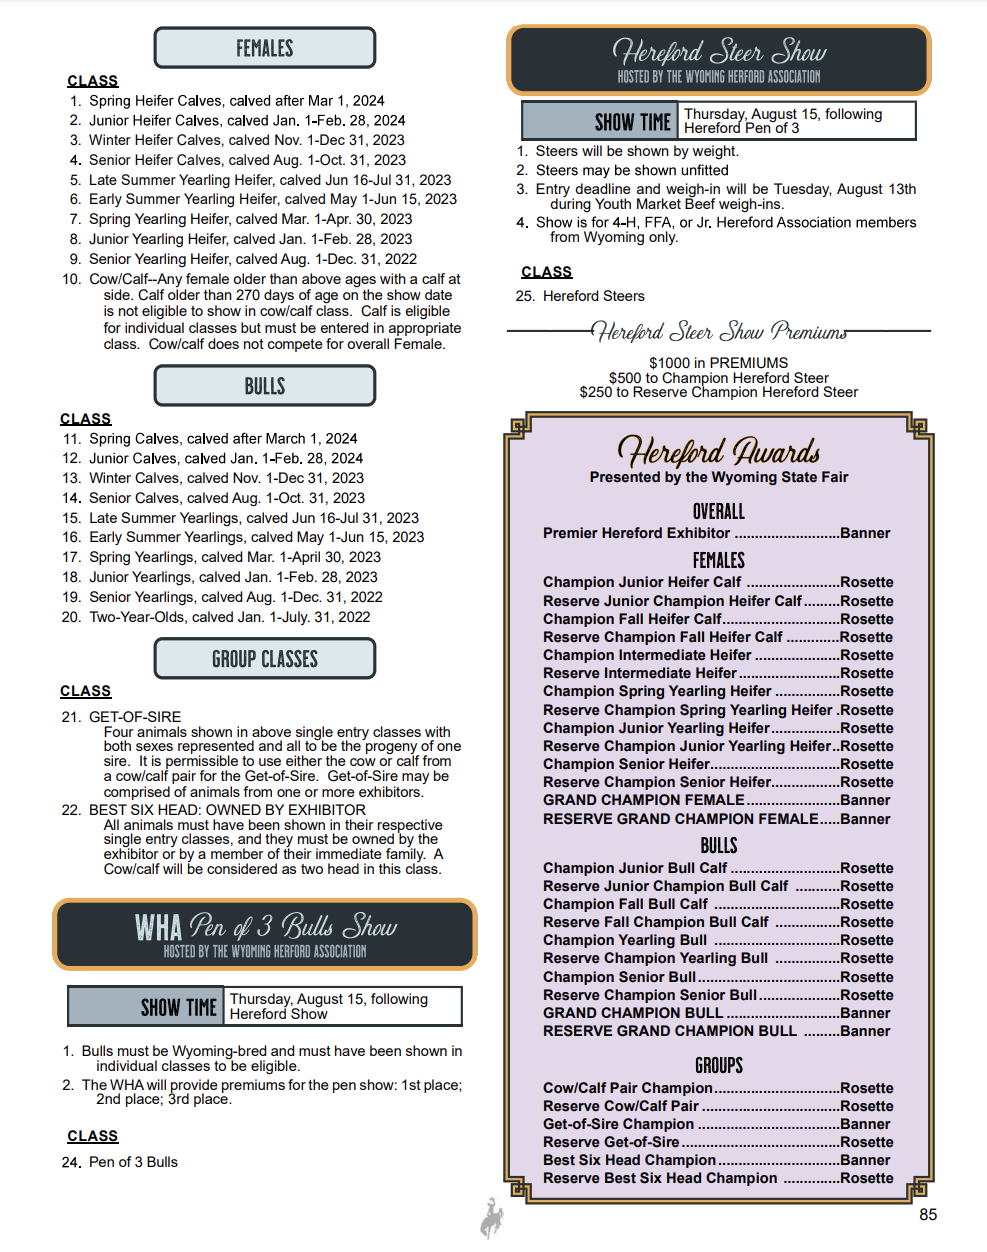 FEMALES
CLASS
1. Spring Heifer Calves, calved after Mar 1, 2024
2. Junior Heifer Calves, calved Jan. 1-Feb. 28, 2024
3. Winter Heifer Calves, calved Nov. 1-Dec 31, 2023
4. Senior Heifer Calves, calved Aug. 1-Oct. 31, 2023
5. Late Summer Yearling Heifer, calved Jun 16-Jul 31, 2023
6. Early Summer Yearling Heifer, calved May 1-Jun 15, 2023
7. Spring Yearling Heifer, calved Mar. 1-Apr. 30, 2023
8. Junior Yearling Heifer, calved Jan. 1-Feb. 28, 2023
9. Senior Yearling Heifer, calved Aug. 1-Dec. 31, 2022
10. Cow/Calf--Any female older than above ages with a calf at
side. Calf older than 270 days of age on the show date
is not eligible to show in cow/calf class. Calf is eligible
for individual classes but must be entered in appropriate
class. Cow/calf does not compete for overall Female.
BULLS
CLASS
11. Spring Calves, calved after March 1, 2024
12. Junior Calves, calved Jan. 1-Feb. 28, 2024
13. Winter Calves, calved Nov. 1-Dec 31, 2023
14. Senior Calves, calved Aug. 1-Oct. 31, 2023
15. Late Summer Yearlings, calved Jun 16-Jul 31, 2023
16. Early Summer Yearlings, calved May 1-Jun 15, 2023
17. Spring Yearlings, calved Mar. 1-April 30, 2023
18. Junior Yearlings, calved Jan. 1-Feb. 28, 2023
19. Senior Yearlings, calved Aug. 1-Dec. 31, 2022
20. Two-Year-Olds, calved Jan. 1-July. 31, 2022
GROUP CLASSES
CLASS
21. GET-OF-SIRE
Four animals shown in above single entry classes with
both sexes represented and all to be the progeny of one
sire. It is permissible to use either the cow or calf from
a cow/calf pair for the Get-of-Sire. Get-of-Sire may be
comprised of animals from one or more exhibitors.
22. BEST SIX HEAD: OWNED BY EXHIBITOR
All animals must have been shown in their respective
single entry classes, and they must be owned by the
exhibitor or by a member of their immediate family. A
Cow/calf will be considered as two head in this class.
WHA Pen of 3 Bulls Show
HOSTED BY THE WYOMING HERFORD ASSOCIATION
SHOW TIME Thursday, August 15, following
Hereford Show
1. Bulls must be Wyoming-bred and must have been shown in
individual classes to be eligible.
2. The WHA will provide premiums for the pen show: 1st place;
2nd place; 3rd place.
CLASS
24. Pen of 3 Bulls
Hereford Steer Show
HOSTED BY THE WYOMING HERFORD ASSOCIATION
SHOW TIME Thursday, August 15, following
Hereford Pen of 3
1. Steers will be shown by weight.
2. Steers may be shown unfitted
3. Entry deadline and weigh-in will be Tuesday, August 13th
during Youth Market Beef weigh-ins.
4. Show is for 4-H, FFA, or Jr. Hereford Association members
from Wyoming only.
CLASS
25. Hereford Steers
Hereford Steer Show Premiums
$1000 in PREMIUMS
$500 to Champion Hereford Steer
$250 to Reserve Champion Hereford Steer
Hereford Awards
Presented by the Wyoming State Fair
OVERALL
Premier Hereford Exhibitor ..........................Banner
FEMALES
Champion Junior Heifer Calf .......................Rosette
Reserve Junior Champion Heifer Calf.........Rosette
Champion Fall Heifer Calf.............................Rosette
Reserve Champion Fall Heifer Calf .............Rosette
Champion Intermediate Heifer .....................Rosette
Reserve Intermediate Heifer.........................Rosette
Champion Spring Yearling Heifer ................Rosette
Reserve Champion Spring Yearling Heifer .Rosette
Champion Junior Yearling Heifer.................Rosette
Reserve Champion Junior Yearling Heifer..Rosette
Champion Senior Heifer................................Rosette
Reserve Champion Senior Heifer.................Rosette
GRAND CHAMPION FEMALE.......................Banner
RESERVE GRAND CHAMPION FEMALE.....Banner
BULLS
Champion Junior Bull Calf ...........................Rosette
Reserve Junior Champion Bull Calf ...........Rosette
Champion Fall Bull Calf ...............................Rosette
Reserve Fall Champion Bull Calf ................Rosette
Champion Yearling Bull ...............................Rosette
Reserve Champion Yearling Bull ................Rosette
Champion Senior Bull...................................Rosette
Reserve Champion Senior Bull....................Rosette
GRAND CHAMPION BULL ............................Banner
RESERVE GRAND CHAMPION BULL .........Banner
GROUPS
Cow/Calf Pair Champion...............................Rosette
Reserve Cow/Calf Pair ..................................Rosette
Get-of-Sire Champion ...................................Banner
Reserve Get-of-Sire.......................................Rosette
Best Six Head Champion..............................Banner
Reserve Best Six Head Champion ..............Rosette
85